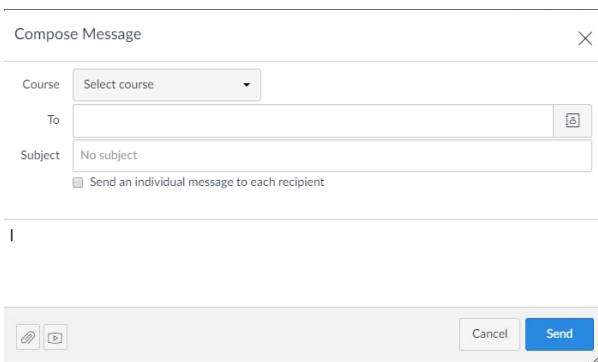 Compose Message
Course Select course
To
Subject No subject
Send an individual message to each recipient
Cancel Send